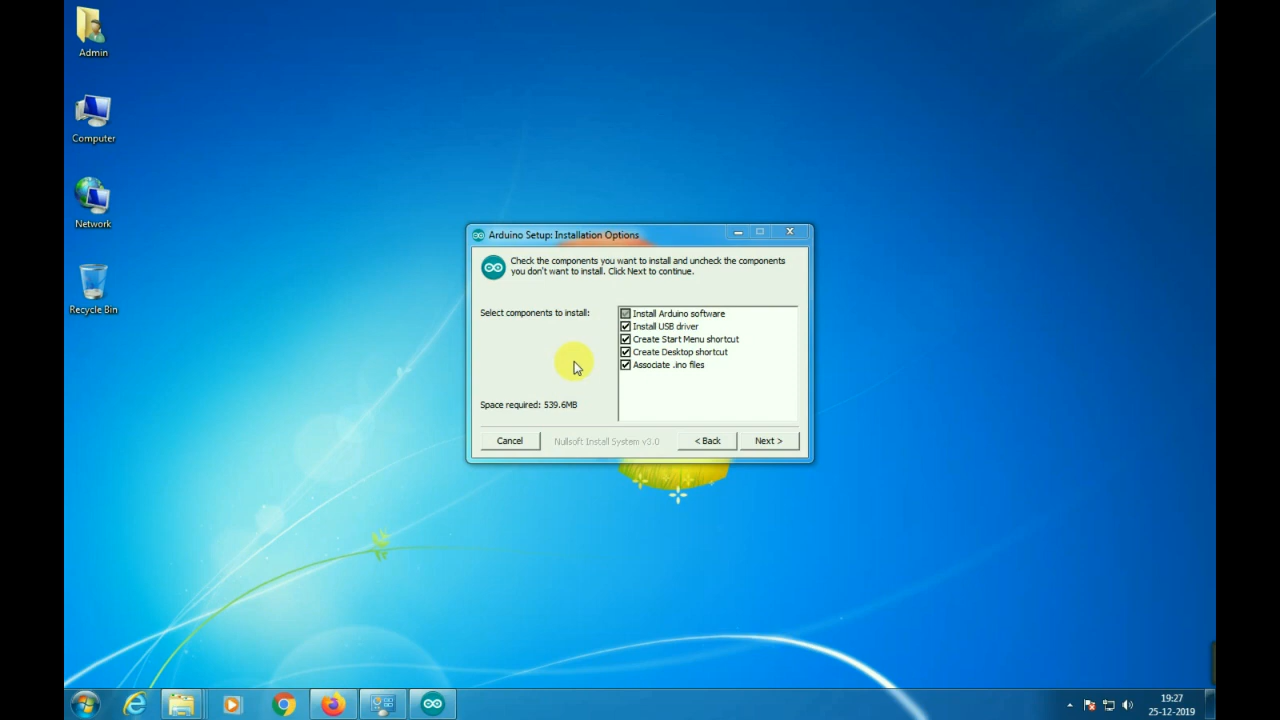 Admin
Computer
Network
Recycle Bin
Arduino Setup: Installation Options
Check the components you want to install and uncheck the components
you don't want to install. Click Next to continue.
Select components to install:
Install Arduino software
Install USB driver
Create Start Menu shortcut
Create Desktop shortcut
Associate .ino files
Space required: 539.6MB
Cancel
Nullsoft Install System v3.0
< Back
Next >
19:27
25-12-2019